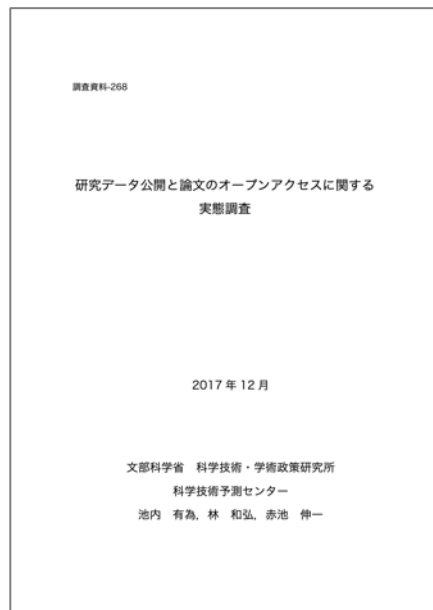 調査資料-268
研究データ公開と論文のオープンアクセスに関する
実態調査
2017 年 12 月
文部科学省　科学技術・学術政策研究所
科学技術予測センター
池内　有為，林　和弘，赤池　伸一